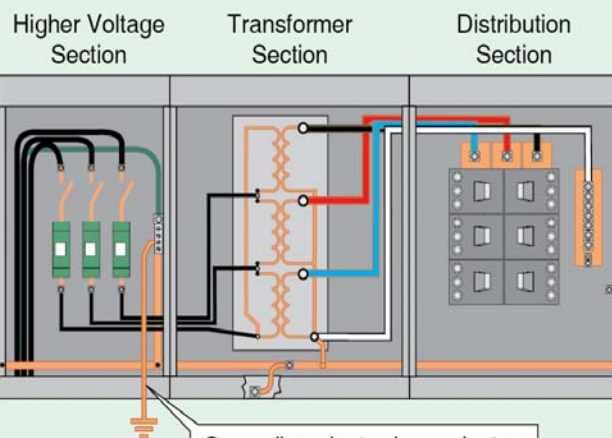 Higher Voltage
Section
Transformer
Section
Distribution
Section